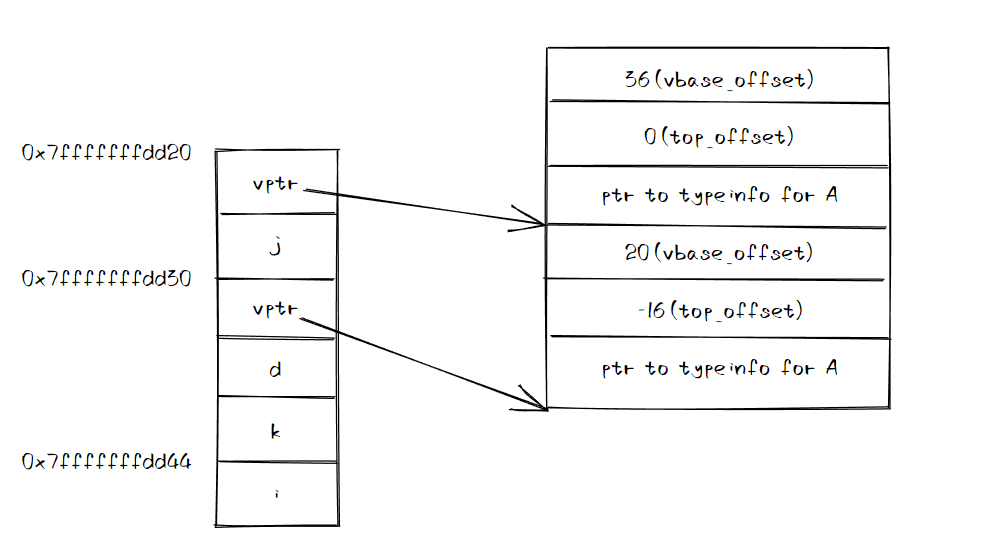 0x7fffffffdd20
vptr
j
0x7fffffffdd30
vptr
d
k
0x7fffffffdd44
i
36(vbase_offset)
0(top_offset)
ptr to typeinfo for A
20(vbase_offset)
-16(top_offset)
ptr to typeinfo for A